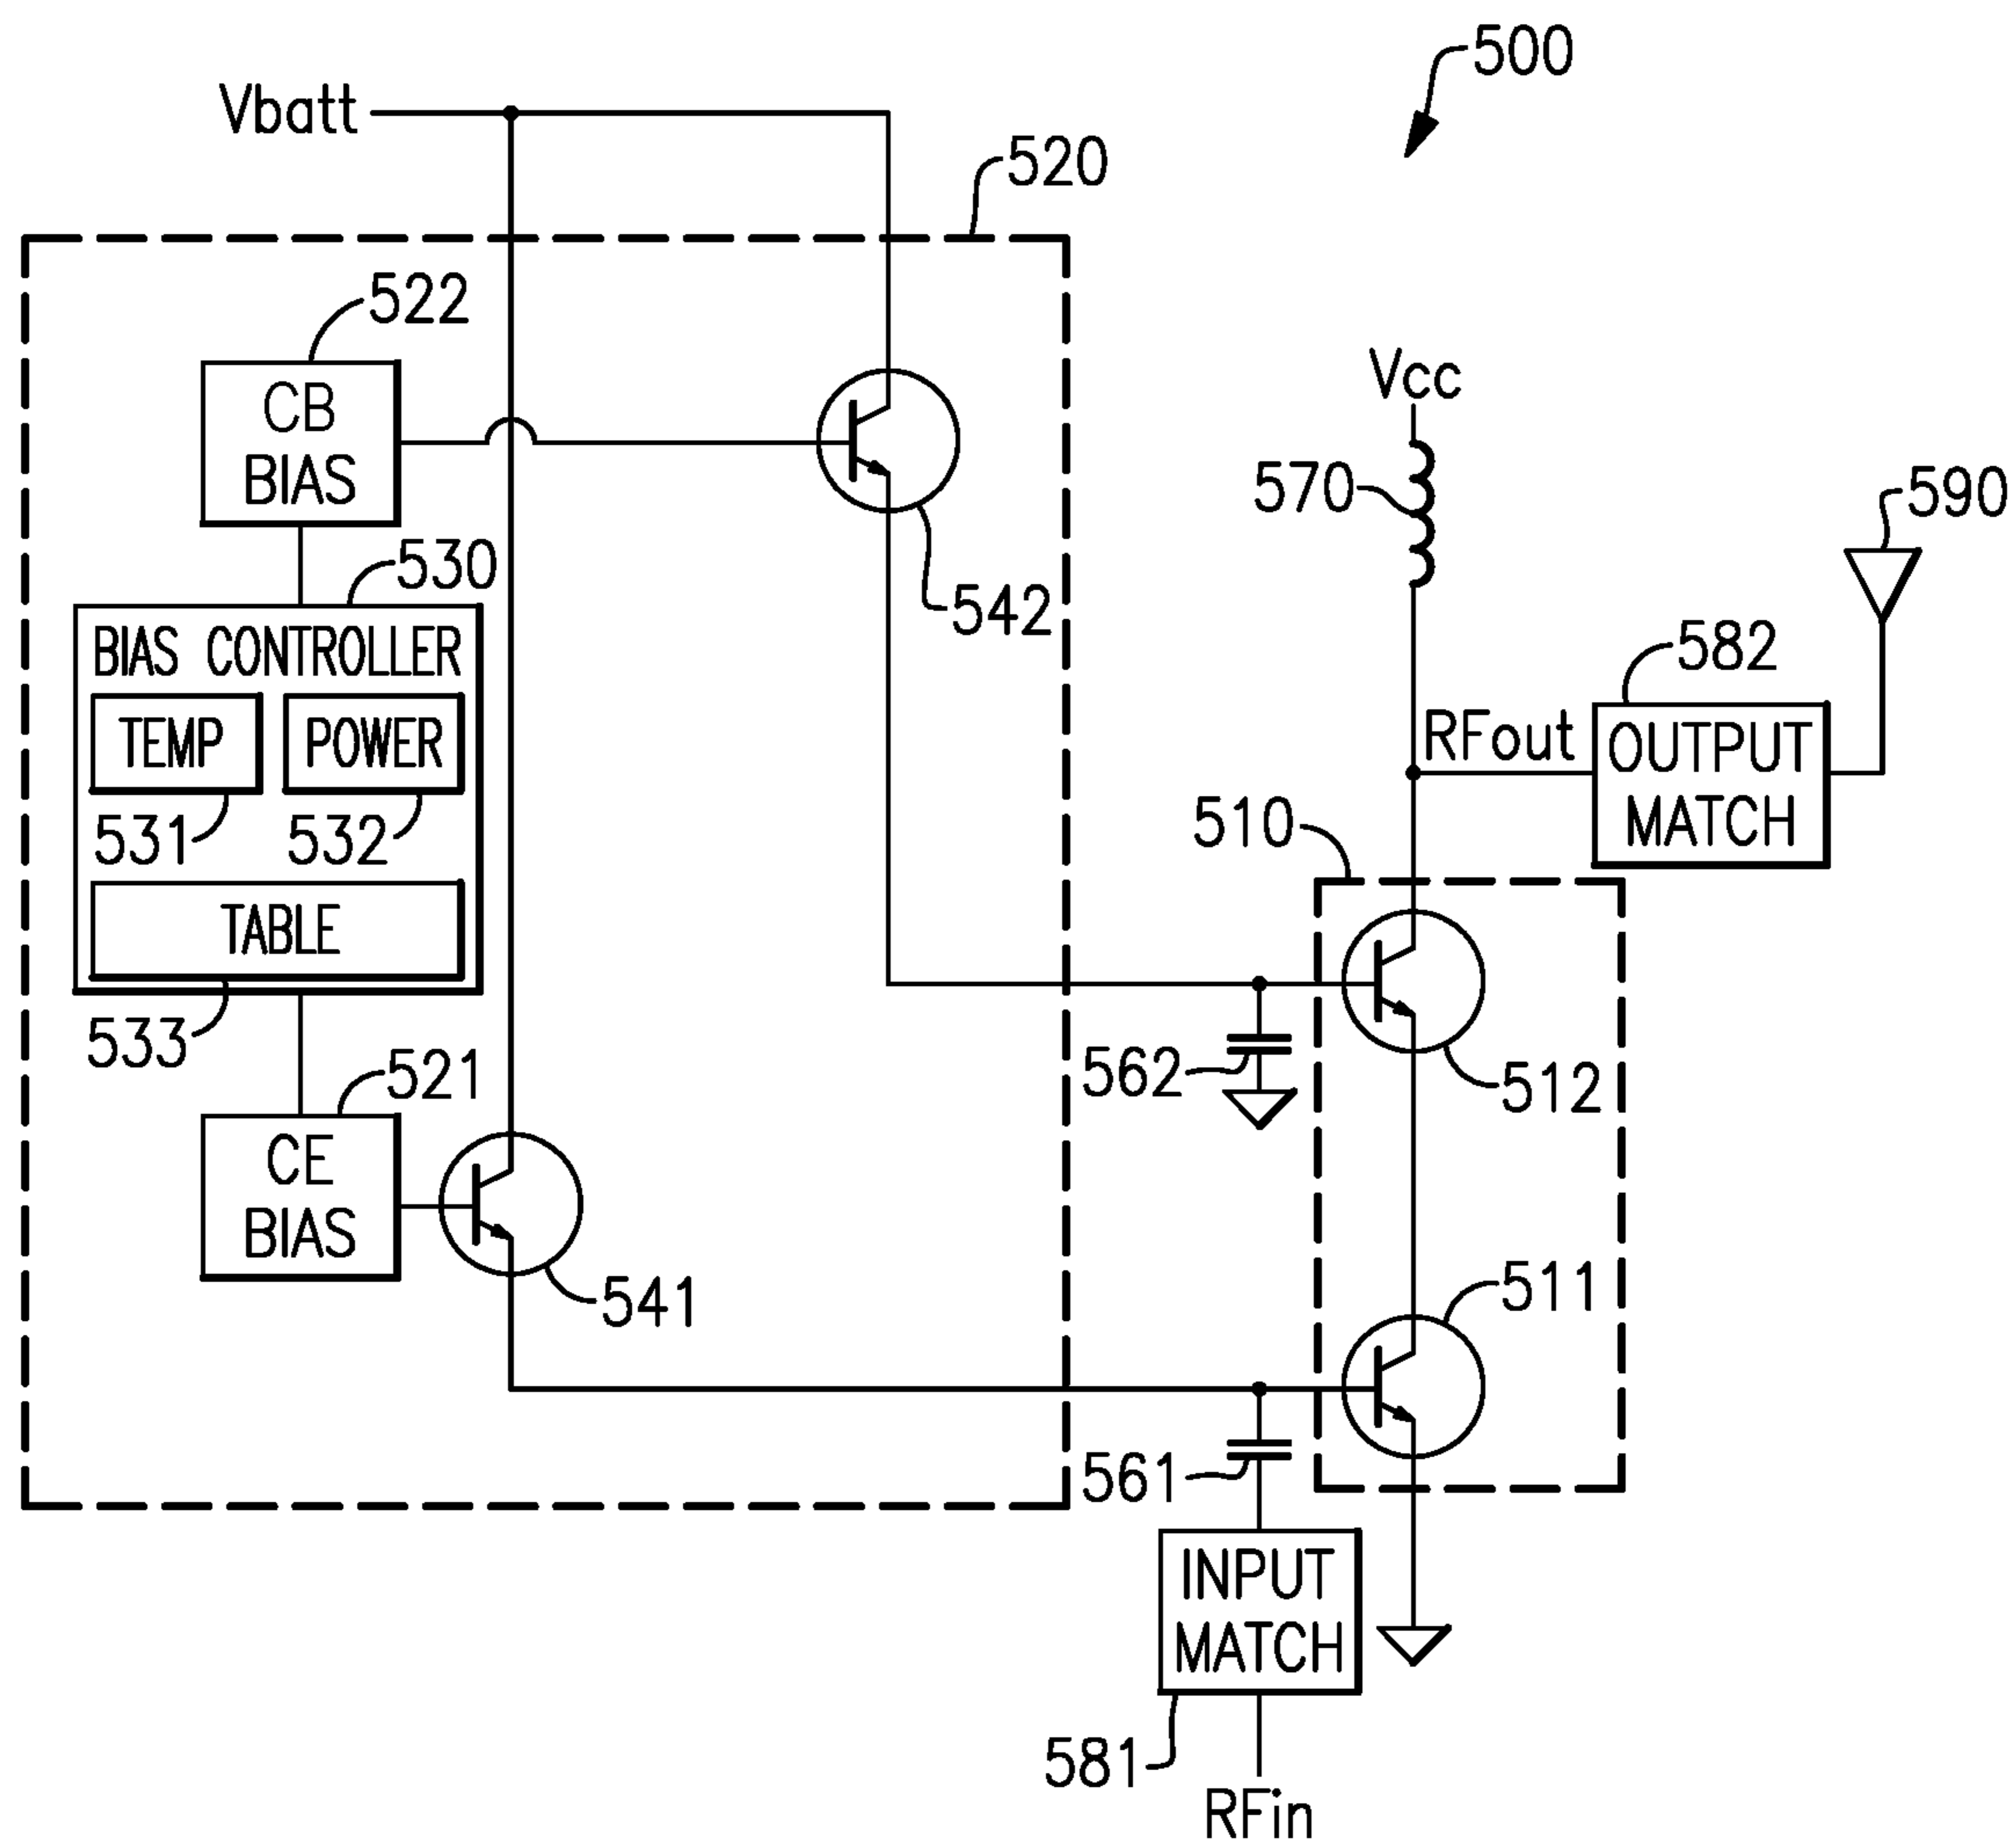 500
Vbatt
520
522
CB
BIAS
Vcc
570
590
530
542
BIAS CONTROLLER
TEMP
POWER
582
RFout
OUTPUT
MATCH
531
532
510
TABLE
533
521
562
512
CE
BIAS
541
511
561
INPUT
MATCH
581
RFin